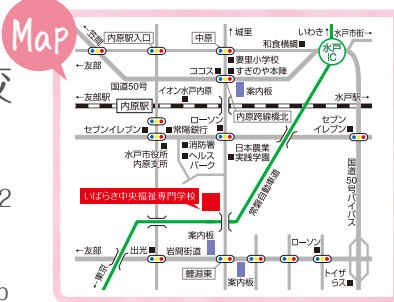 Map
←笠間
内原駅入口
中原
↑城里
いわき↑
水戸市街→
和食横綱
水戸
IC
←友部
妻里小学校
ココス
すぎのや本陣
国道50号
イオン水戸内原
案内板
←友部駅
内原駅
水戸駅→
内原跨線橋北
セブンイレブン
常陽銀行
ローソン
セブン
イレブン
水戸市役所
内原支所
消防署
ヘルス
パーク
日本農業
実践学園
常磐自動車道
国道50号バイパス
いばらき中央福祉専門学校
2
←友部
出光
岩間街道
案内板
ローソン
←東京
鯉淵東
案内板
トイザ
らス